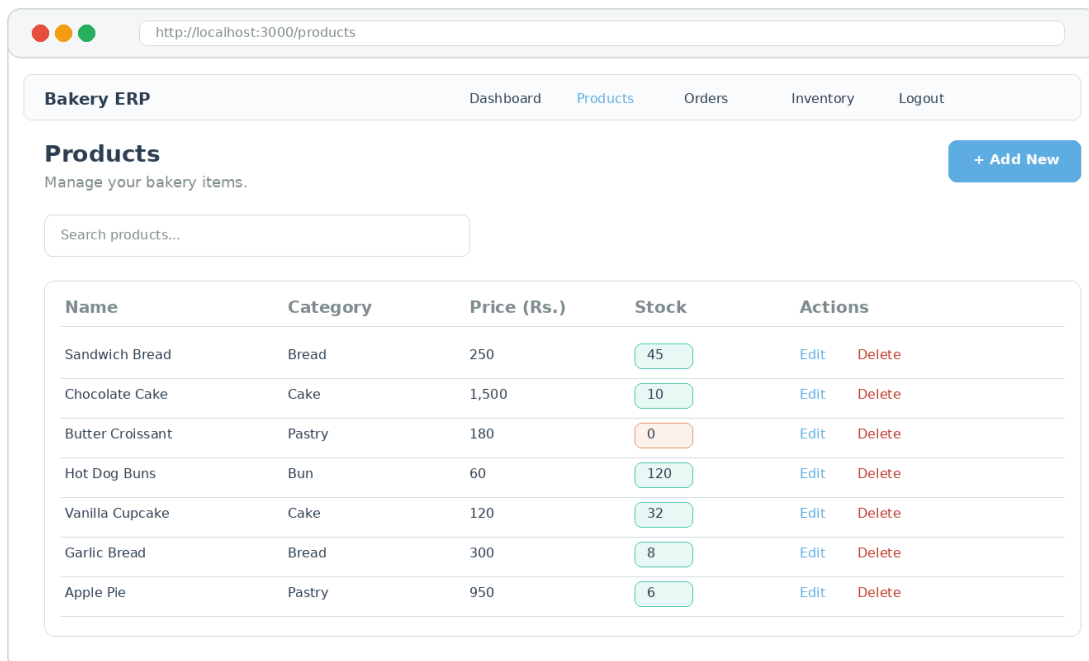 http://localhost:3000/products
Bakery ERP Dashboard Products Orders Inventory Logout
Products
+ Add New
Manage your bakery items.
Search products...
Name Category Price (Rs.) Stock Actions
Sandwich Bread Bread 250 45 Edit Delete
Chocolate Cake Cake 1,500 10 Edit Delete
Butter Croissant Pastry 180 0 Edit Delete
Hot Dog Buns Bun 60 120 Edit Delete
Vanilla Cupcake Cake 120 32 Edit Delete
Garlic Bread Bread 300 8 Edit Delete
Apple Pie Pastry 950 6 Edit Delete